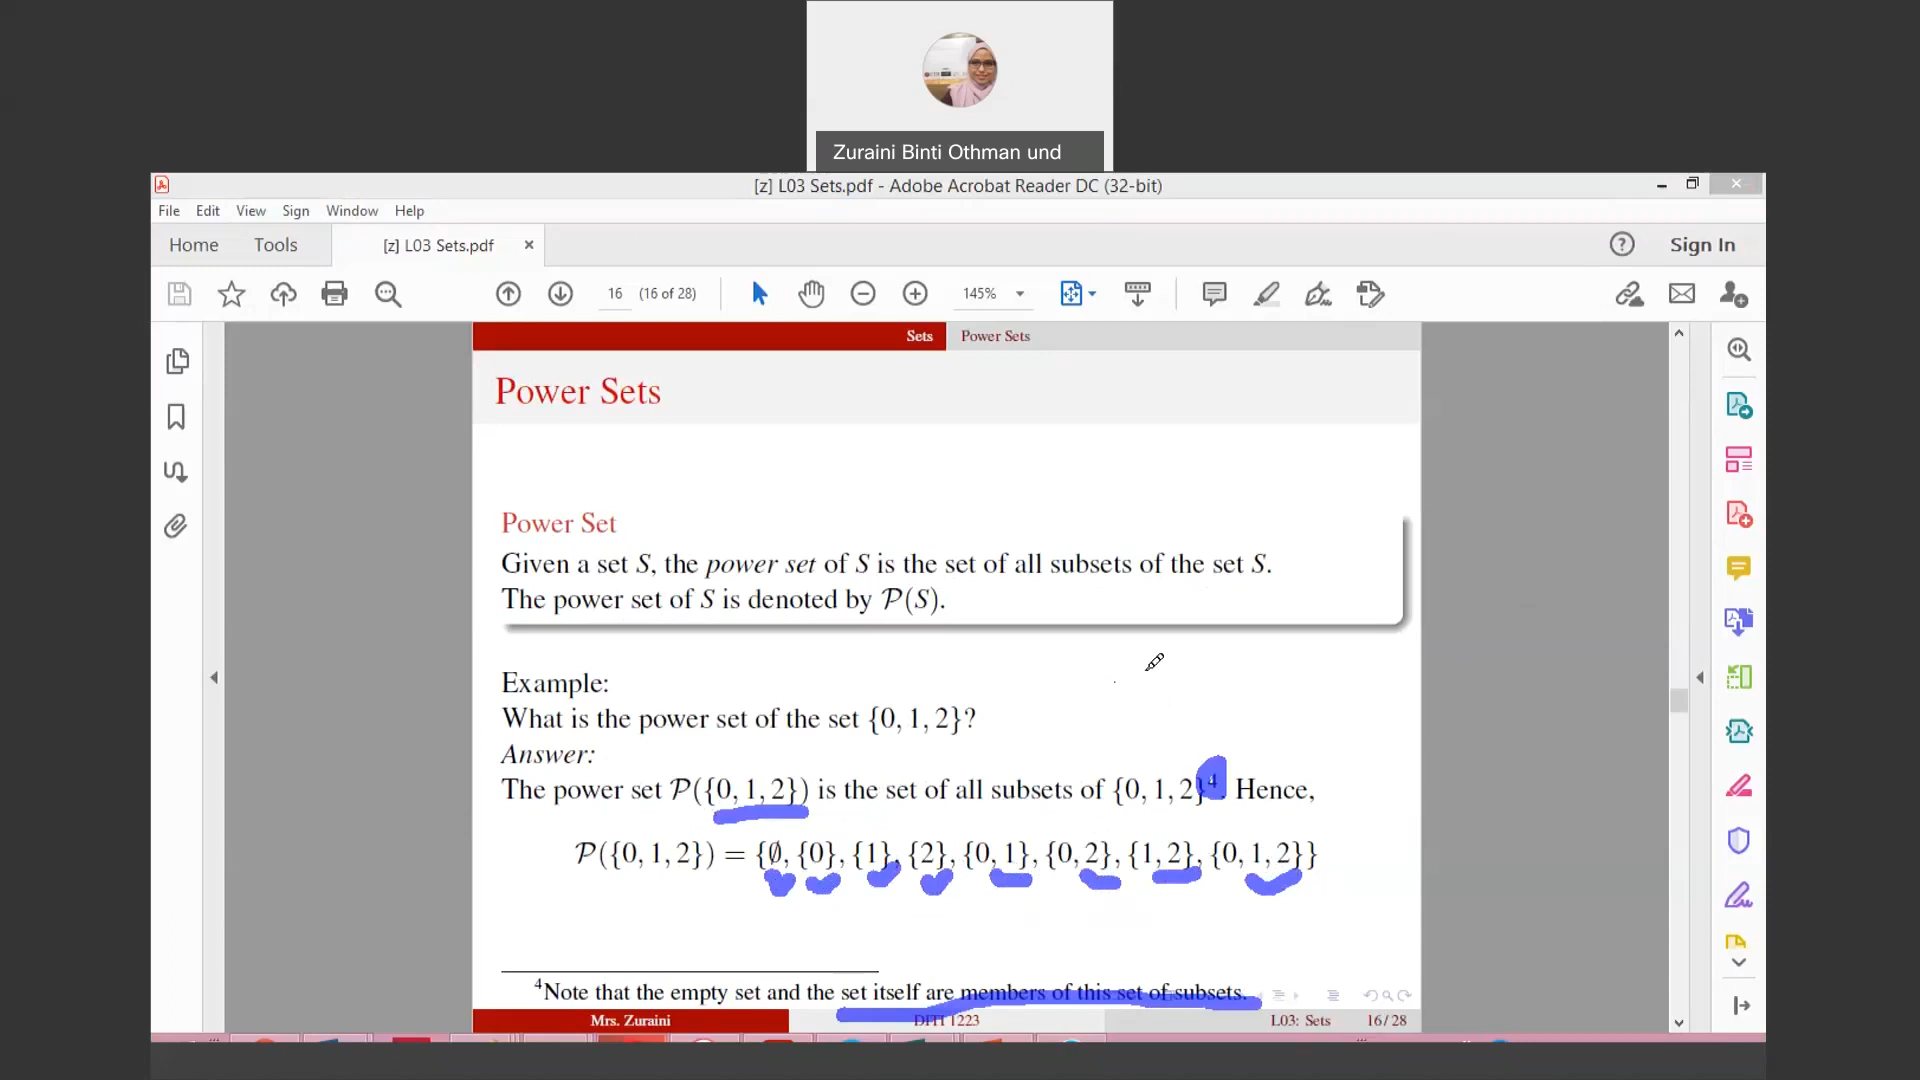 Zuraini Binti Othman und
[z] L03 Sets.pdf - Adobe Acrobat Reader DC (32-bit)
File Edit View Sign Window Help
Home Tools [z] L03 Sets.pdf × Sign In
16 (16 of 28) 145%
Sets Power Sets
Power Sets
Power Set
Given a set S, the power set of S is the set of all subsets of the set S.
The power set of S is denoted by 𝒫(S).
Example:
What is the power set of the set {0, 1, 2}?
Answer:
The power set 𝒫({0, 1, 2}) is the set of all subsets of {0, 1, 2}⁴. Hence,
𝒫({0, 1, 2}) = {∅, {0}, {1}, {2}, {0, 1}, {0, 2}, {1, 2}, {0, 1, 2}}
⁴Note that the empty set and the set itself are members of this set of subsets.
Mrs. Zuraini DITI 1223 L03: Sets 16/28